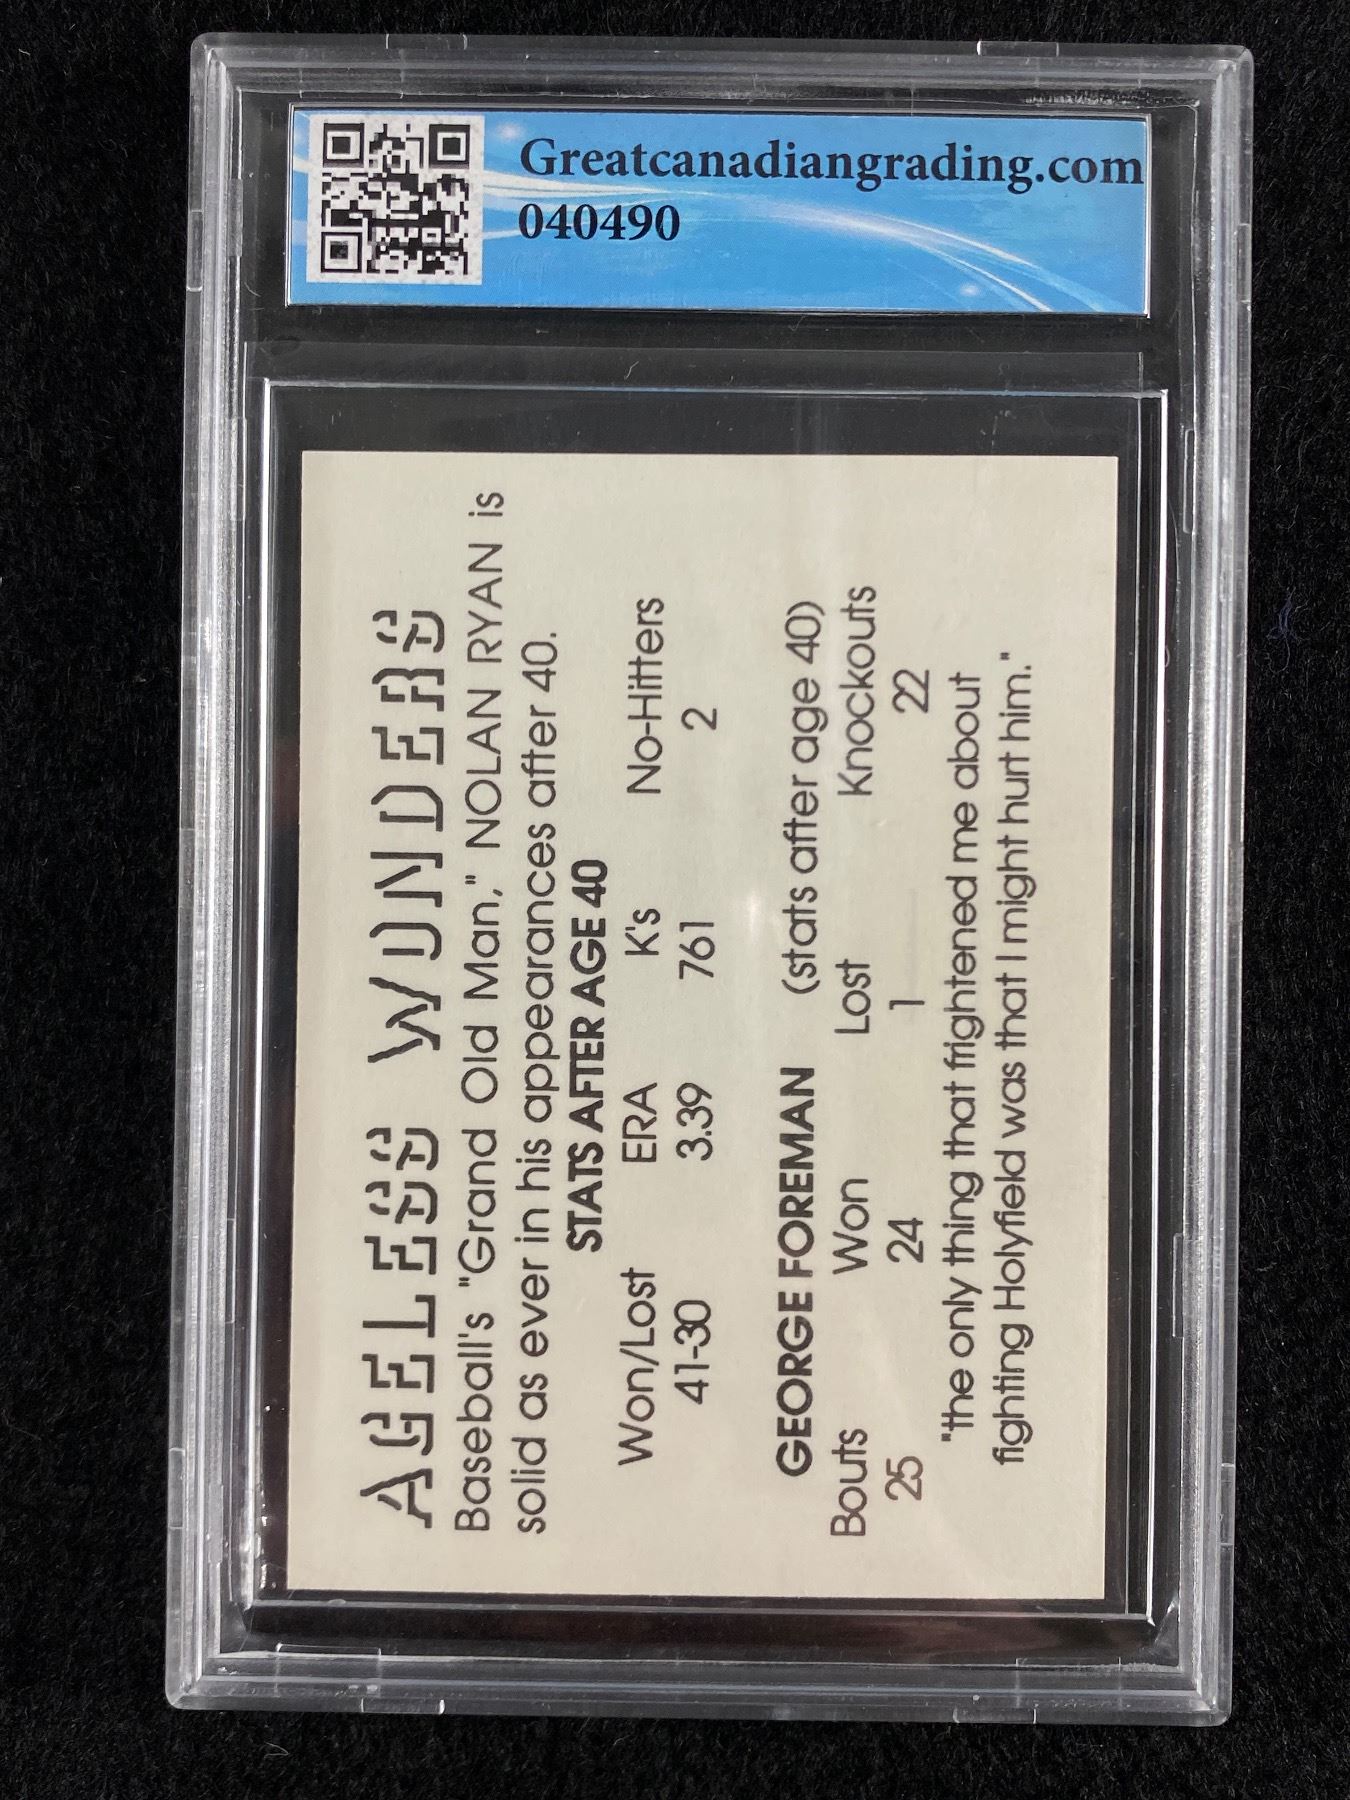 Greatcanadiangrading.com
040490
AGELESS WONDERS
Baseball's "Grand Old Man," NOLAN RYAN is
solid as ever in his appearances after 40.
STATS AFTER AGE 40
Won/Lost ERA K's No-Hitters
41-30 3.39 761 2
GEORGE FOREMAN (stats after age 40)
Bouts Won Lost Knockouts
25 24 1 22
"the only thing that frightened me about
fighting Holyfield was that I might hurt him."